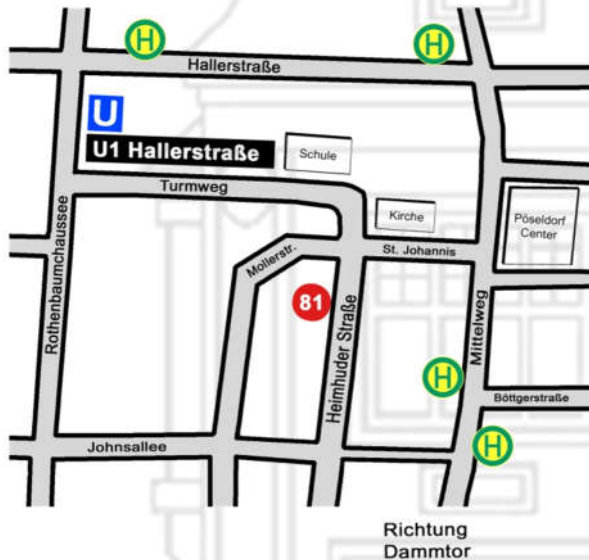 H
H
Hallerstraße
U
U1 Hallerstraße
Schule
Turmweg
Kirche
Pöseldorf
Center
Rothenbaumchaussee
Mollerstr.
St. Johannis
81
Heimhuder Straße
Mittelweg
H
Böttgerstraße
H
Johnsallee
Richtung
Dammtor